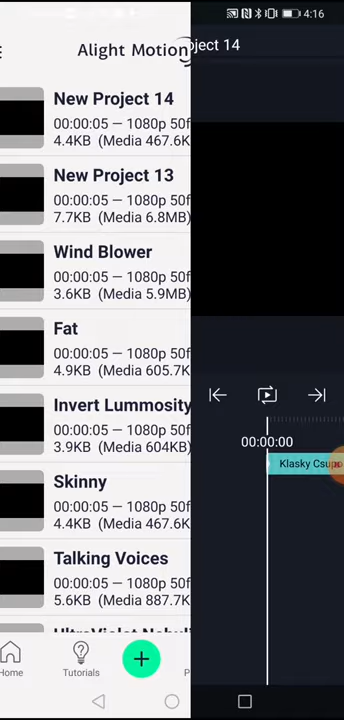 4:16
Alight Motion
ject 14
New Project 14
00:00:05 — 1080p 50f
4.4KB (Media 467.6K
New Project 13
00:00:05 — 1080p 50f
7.7KB (Media 6.8MB)
Wind Blower
00:00:05 — 1080p 50f
3.6KB (Media 5.9MB)
Fat
00:00:05 — 1080p 50f
4.9KB (Media 605.7K
Invert Lummosity
00:00:05 — 1080p 50f
3.9KB (Media 604KB)
00:00:00
Klasky Csupo
Skinny
00:00:05 — 1080p 50f
4.4KB (Media 467.6K
Talking Voices
00:00:05 — 1080p 50f
5.6KB (Media 887.7K
Home
Tutorials
P